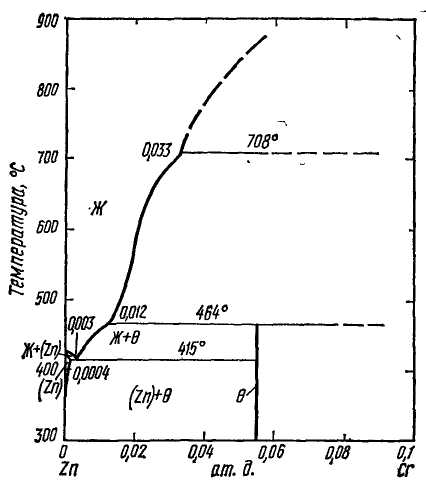 900
800
700
600
500
400
300
Температура, °C
0,033
708°
Ж
0,003
0,012
464°
Ж+θ
Ж+(Zn)
415°
(Zn)
0,0004
(Zn)+θ
θ
0
0,02
0,04
0,06
0,08
0,1
Zn
ат. д.
Cr